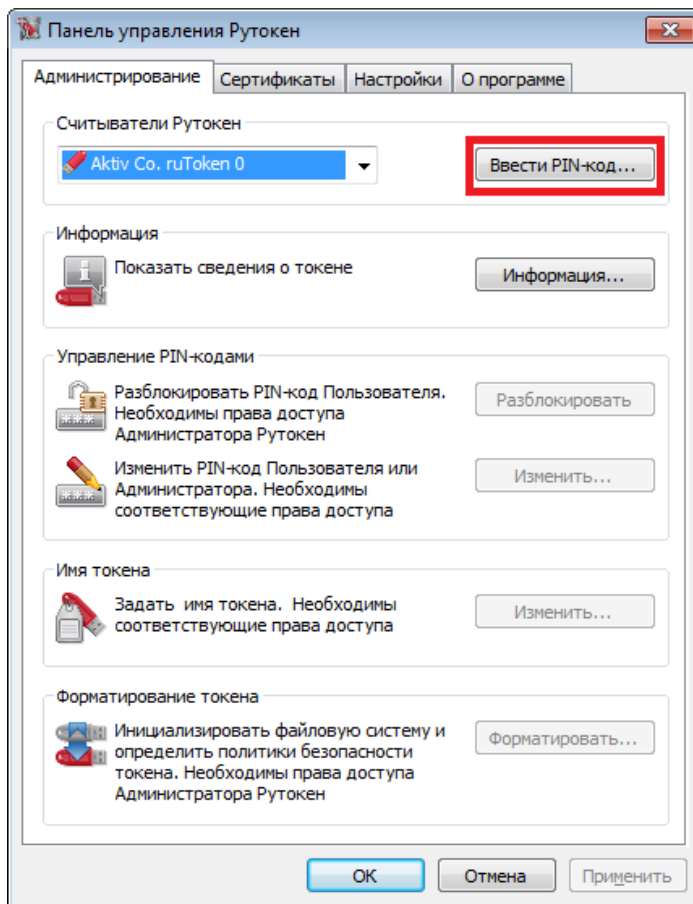 Панель управления Рутокен
Администрирование Сертификаты Настройки О программе
Считыватели Рутокен
Aktiv Co. ruToken 0
Ввести PIN-код...
Информация
Показать сведения о токене
Информация...
Управление PIN-кодами
Разблокировать PIN-код Пользователя.
Необходимы права доступа
Администратора Рутокен
Разблокировать
Изменить PIN-код Пользователя или
Администратора. Необходимы
соответствующие права доступа
Изменить...
Имя токена
Задать имя токена. Необходимы
соответствующие права доступа
Изменить...
Форматирование токена
Инициализировать файловую систему и
определить политики безопасности
токена. Необходимы права доступа
Администратора Рутокен
Форматировать...
ОК Отмена Применить